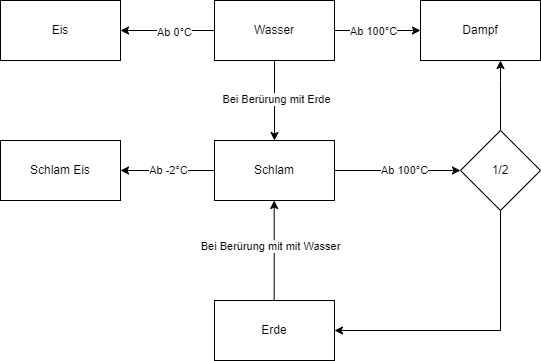 Eis
Ab 0°C
Wasser
Ab 100°C
Dampf
Bei Berürung mit Erde
Schlam Eis
Ab -2°C
Schlam
Ab 100°C
1/2
Bei Berürung mit mit Wasser
Erde